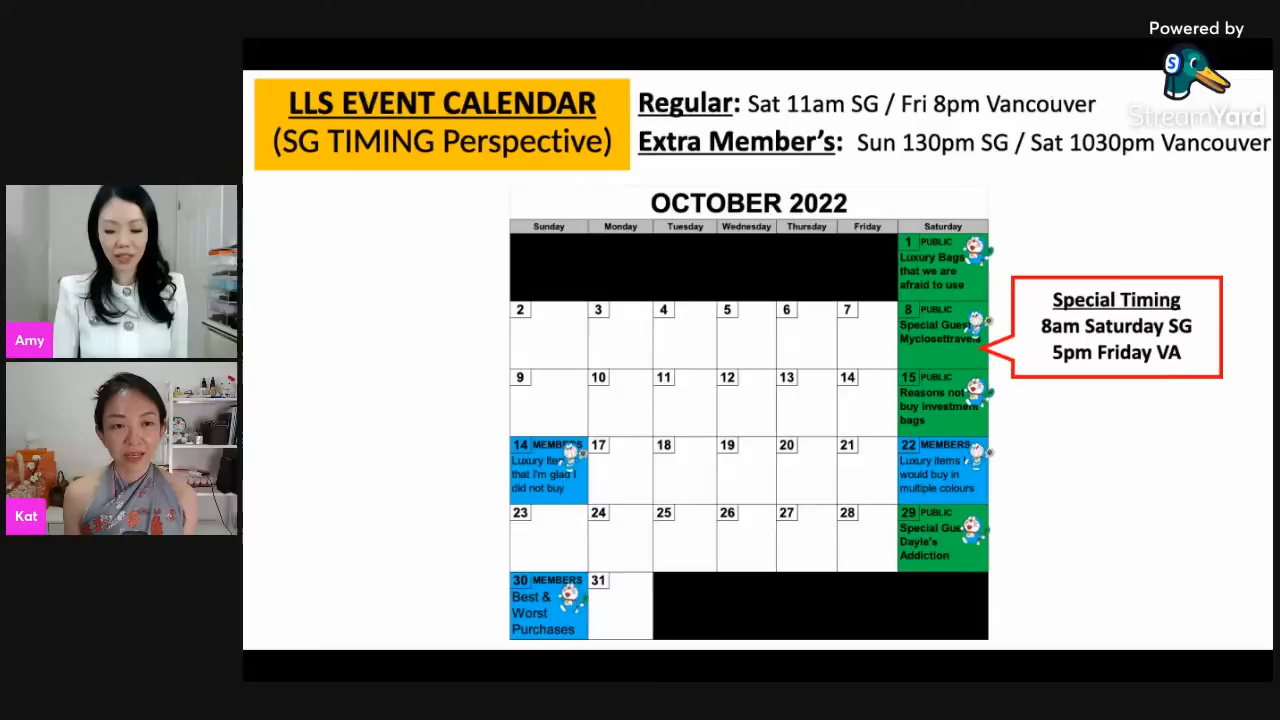 Powered by
StreamYard
LLS EVENT CALENDAR
(SG TIMING Perspective)
Regular: Sat 11am SG / Fri 8pm Vancouver
Extra Member's: Sun 130pm SG / Sat 1030pm Vancouver
OCTOBER 2022
Sunday Monday Tuesday Wednesday Thursday Friday Saturday
1 PUBLIC
Luxury Bags
that we are
afraid to use
2 3 4 5 6 7 8 PUBLIC
Special Guest
Myclosettravels
Special Timing
8am Saturday SG
5pm Friday VA
9 10 11 12 13 14 15 PUBLIC
Reasons not
buy investment
bags
14 MEMBERS
Luxury Item
that I'm glad I
did not buy
17 18 19 20 21 22 MEMBERS
Luxury items I
would buy in
multiple colours
23 24 25 26 27 28 29 PUBLIC
Special Gue
Dayle's
Addiction
30 MEMBERS
Best &
Worst
Purchases
31
Amy
Kat